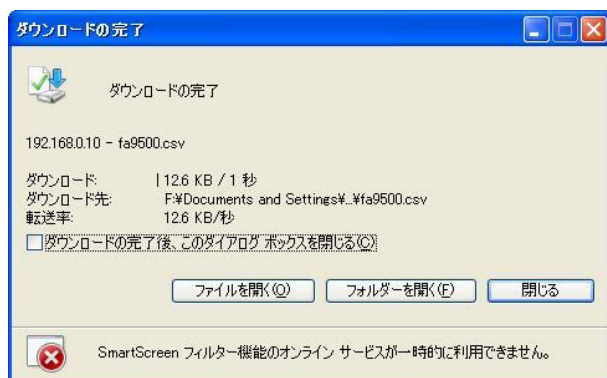 ダウンロードの完了
ダウンロードの完了
192.168.0.10 - fa9500.csv
ダウンロード: 12.6 KB / 1 秒
ダウンロード先: F:¥Documents and Settings¥...¥fa9500.csv
転送率: 12.6 KB/秒
ダウンロードの完了後、このダイアログ ボックスを閉じる(C)
ファイルを開く(O) フォルダーを開く(F) 閉じる
SmartScreen フィルター機能のオンライン サービスが一時的に利用できません。